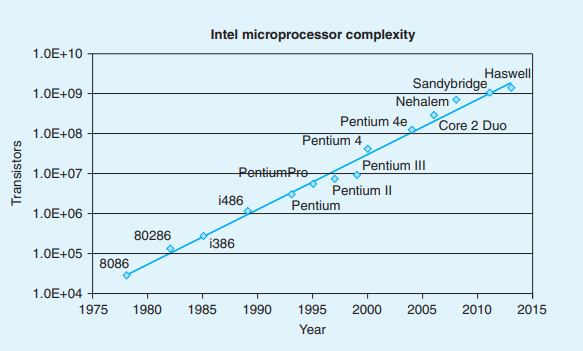 Intel microprocessor complexity
1.0E+10
Haswell
Sandybridge
1.0E+09
Nehalem
Pentium 4e
Core 2 Duo
1.0E+08
Pentium 4
Pentium III
PentiumPro
1.0E+07
Pentium II
i486
Pentium
1.0E+06
80286
i386
1.0E+05
8086
1.0E+04
Transistors
1975 1980 1985 1990 1995 2000 2005 2010 2015
Year